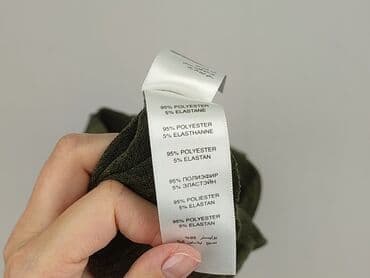 95% POLYESTER
5% ELASTANE
95% POLYESTER
5% ELASTHANNE
95% POLYESTER
5% ELASTAN
95% ПОЛИЭФИР
5% ЭЛАСТЭЙН
95% POLIESTER
5% ELASTAN
95% POLYESTER
5% ELASTAN